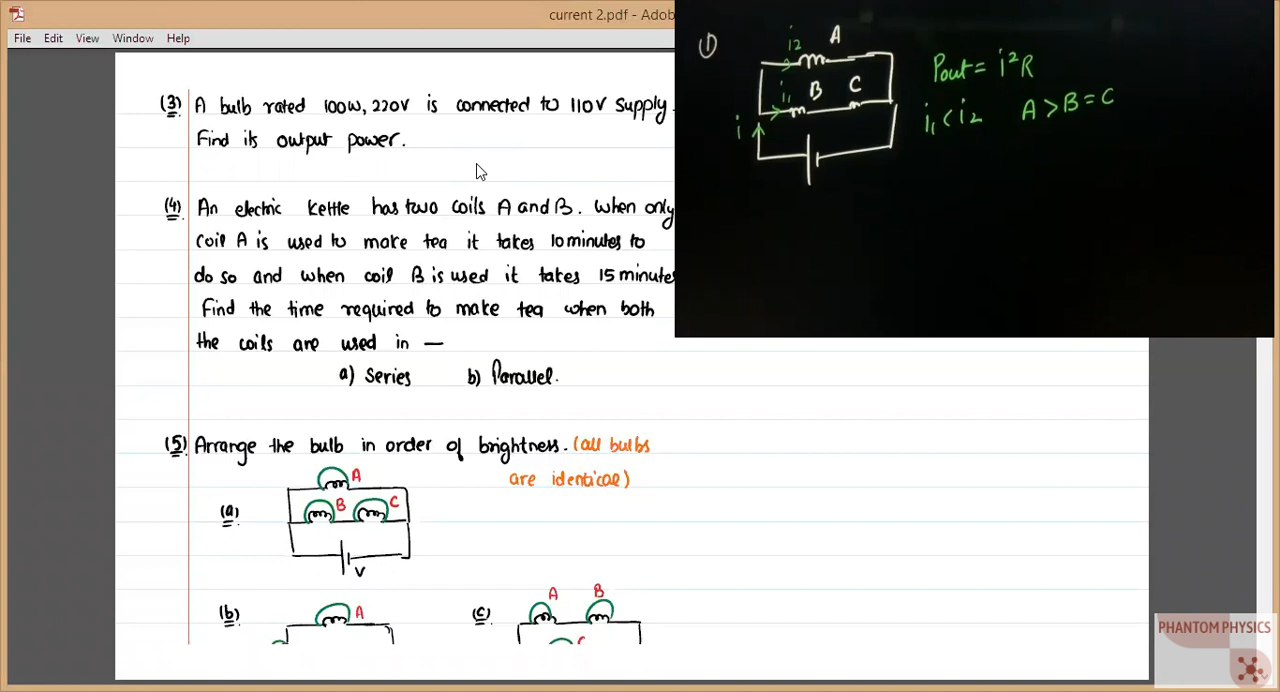 current 2.pdf - Adob
File Edit View Window Help
(3) A bulb rated 100W, 220V is connected to 110V supply.
Find its output power.
(4) An electric kettle has two coils A and B. When only
coil A is used to make tea it takes 10 minutes to
do so and when coil B is used it takes 15 minutes
Find the time required to make tea when both
the coils are used in —
a) Series b) Parallel.
(5) Arrange the bulb in order of brightness. (all bulbs
are identical)
(a)
A
B C
V
(b)
A
(c)
A B
C
①
i2 A
i1 B C
i
Pout = i²R
i1 < i2 A > B = C
PHANTOM PHYSICS